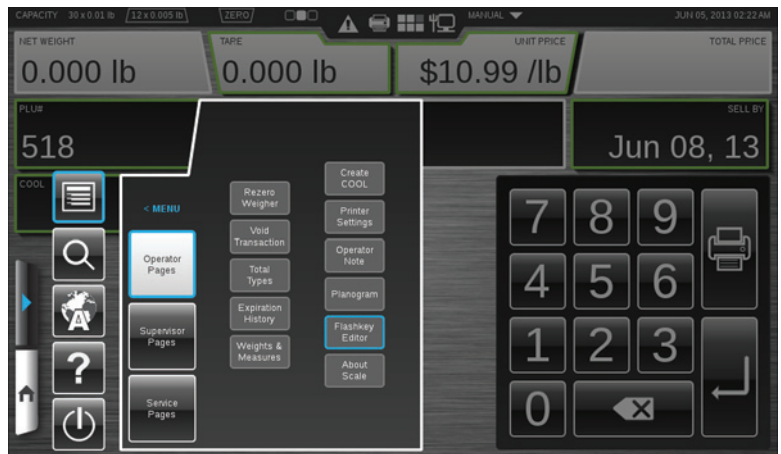 CAPACITY 30 x 0.01 lb 12 x 0.005 lb ZERO MANUAL JUN 05, 2013 02:22 AM
NET WEIGHT TARE UNIT PRICE TOTAL PRICE
0.000 lb 0.000 lb $10.99 /lb
PLU# SELL BY
518 Jun 08, 13
COOL
< MENU
Operator
Pages
Supervisor
Pages
Service
Pages
Rezero
Weigher
Void
Transaction
Total
Types
Expiration
History
Weights &
Measures
Create
COOL
Printer
Settings
Operator
Note
Planogram
Flashkey
Editor
About
Scale
A
?
7 8 9
4 5 6
1 2 3
0